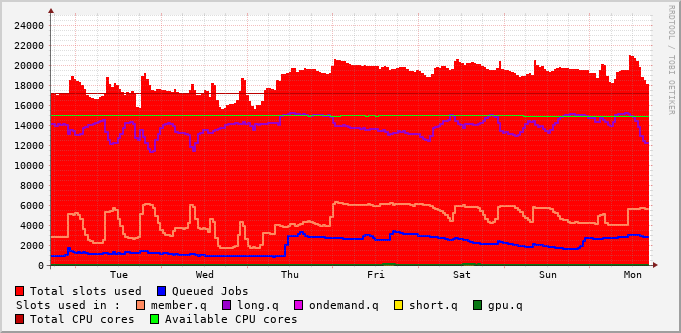 RRDTOOL / TOBI OETIKER
24000
22000
20000
18000
16000
14000
12000
10000
8000
6000
4000
2000
0
Tue Wed Thu Fri Sat Sun Mon
Total slots used Queued Jobs
Slots used in : member.q long.q ondemand.q short.q gpu.q
Total CPU cores Available CPU cores